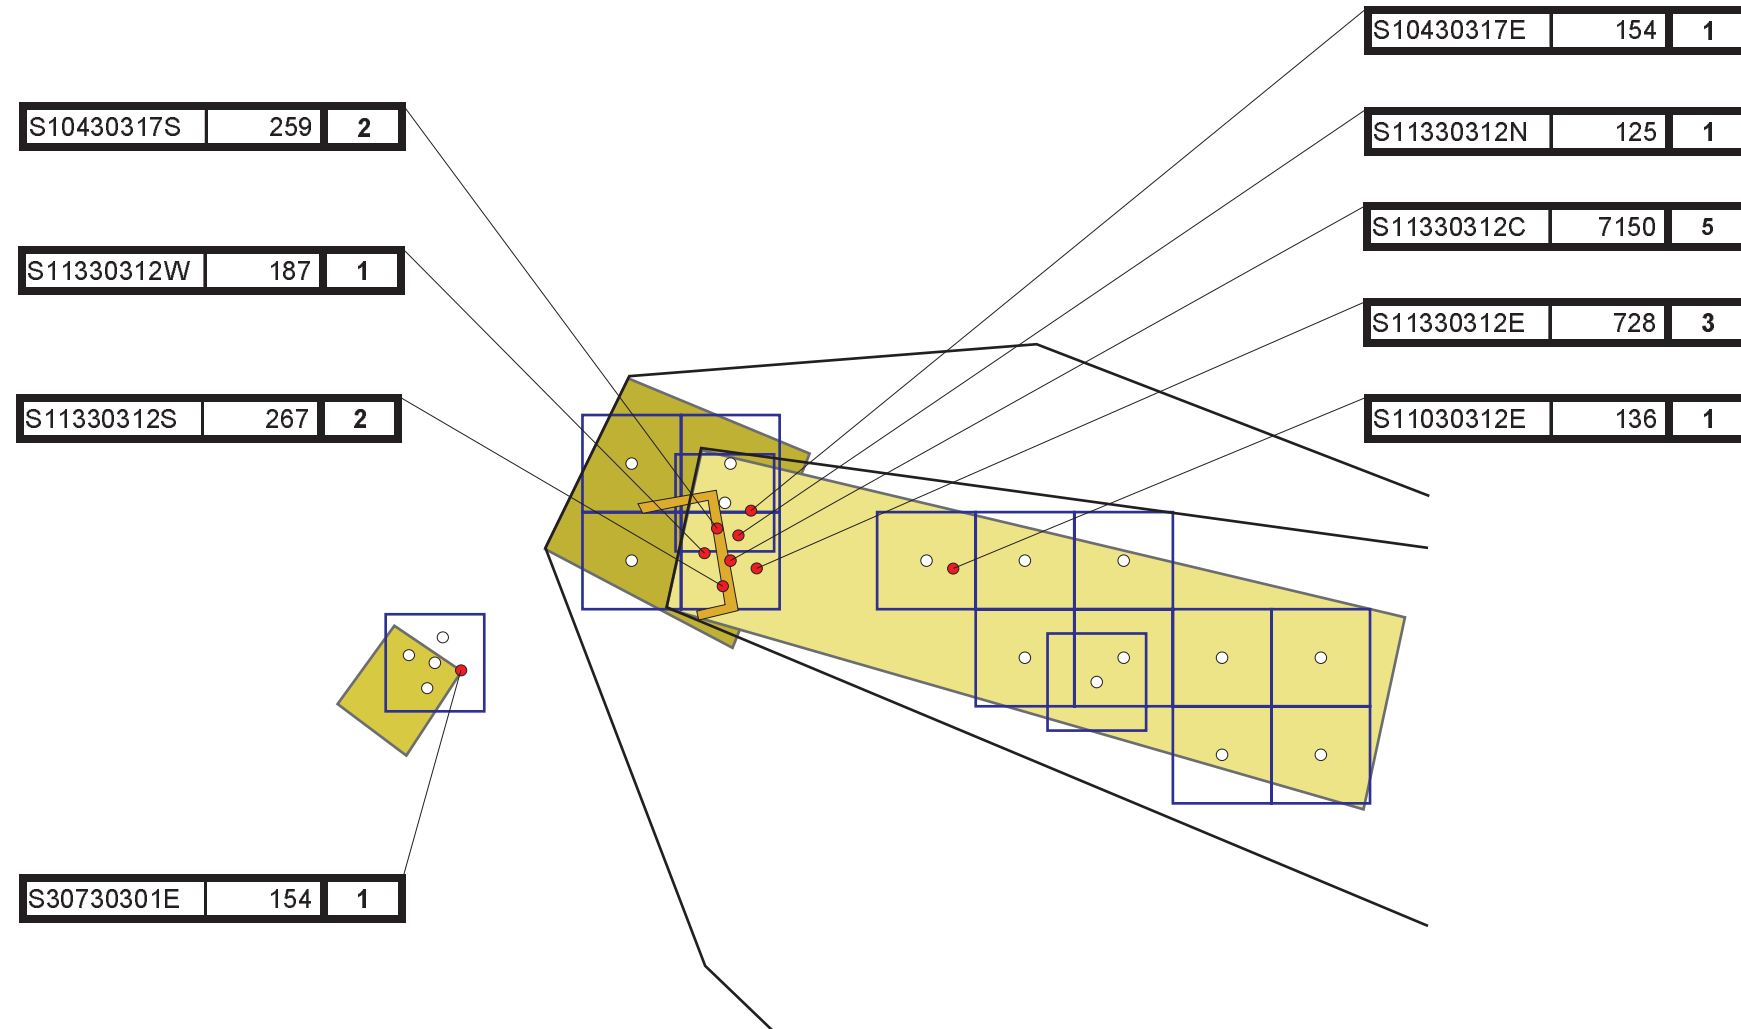 S10430317E 154 1
S10430317S 259 2
S11330312N 125 1
S11330312C 7150 5
S11330312W 187 1
S11330312E 728 3
S11330312S 267 2
S11030312E 136 1
S30730301E 154 1